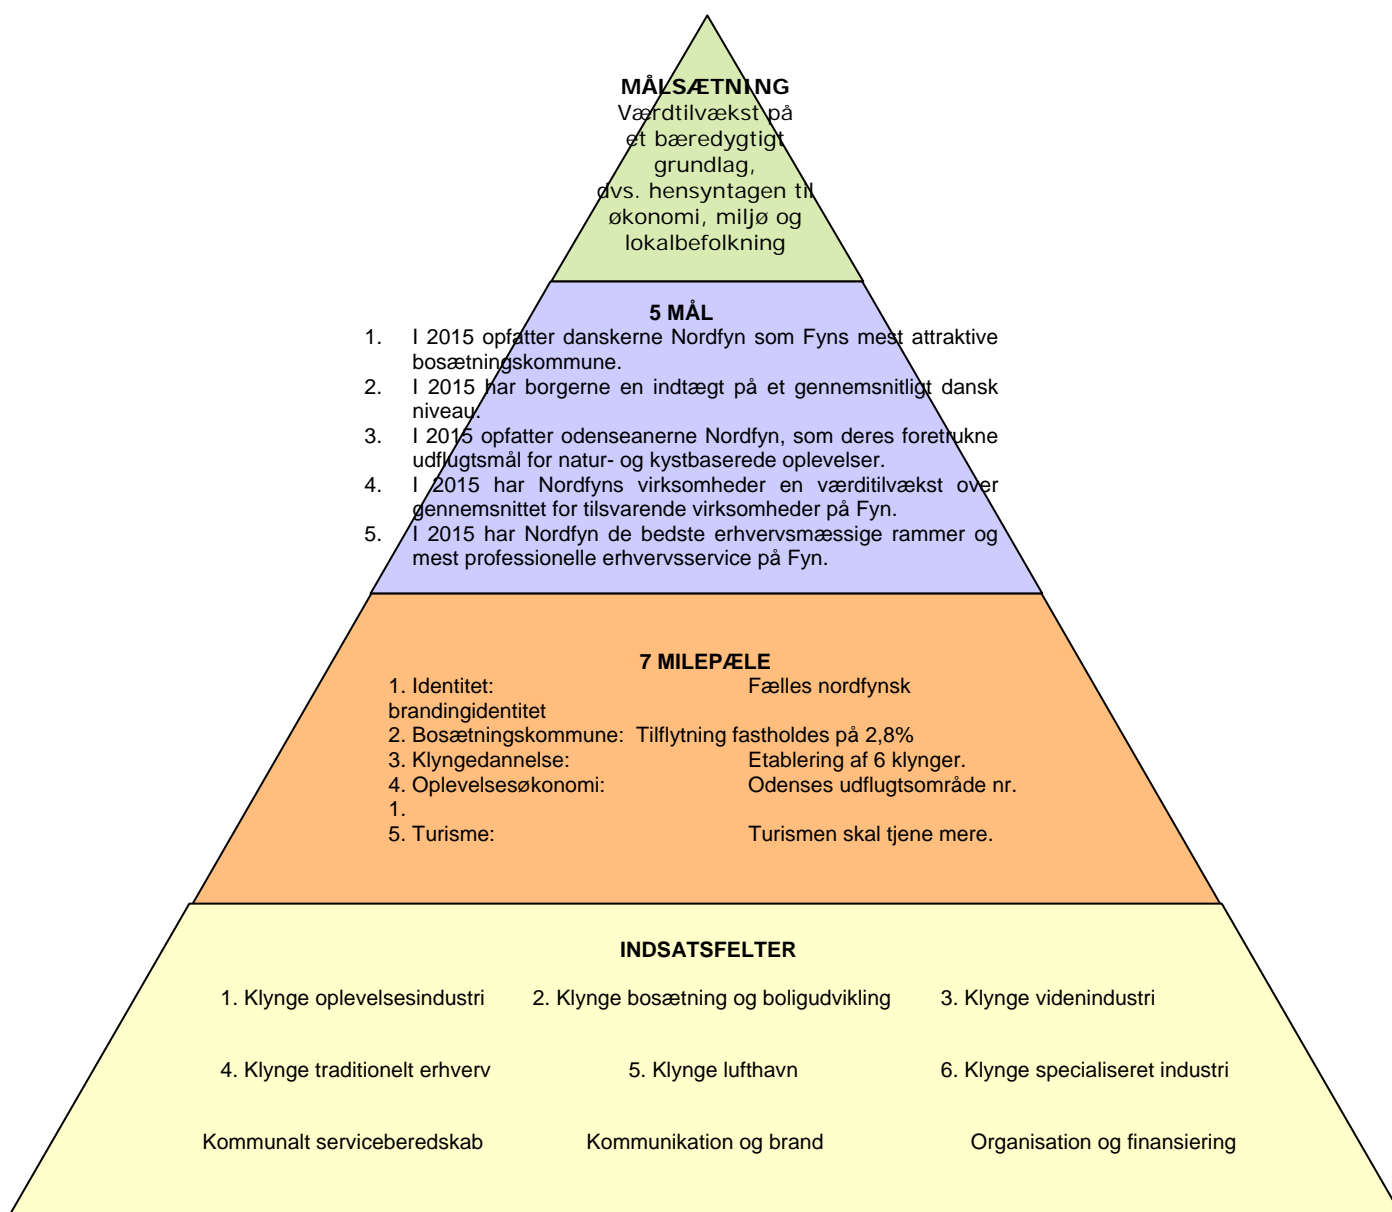 MÅLSÆTNING
Værdtilvækst på
et bæredygtigt
grundlag,
dvs. hensyntagen til
økonomi, miljø og
lokalbefolkning
5 MÅL
1. I 2015 opfatter danskerne Nordfyn som Fyns mest attraktive
bosætningskommune.
2. I 2015 har borgerne en indtægt på et gennemsnitligt dansk
niveau.
3. I 2015 opfatter odenseanerne Nordfyn, som deres foretrukne
udflugtsmål for natur- og kystbaserede oplevelser.
4. I 2015 har Nordfyns virksomheder en værditilvækst over
gennemsnittet for tilsvarende virksomheder på Fyn.
5. I 2015 har Nordfyn de bedste erhvervsmæssige rammer og
mest professionelle erhvervsservice på Fyn.
7 MILEPÆLE
1. Identitet: Fælles nordfynsk
brandingidentitet
2. Bosætningskommune: Tilflytning fastholdes på 2,8%
3. Klyngedannelse: Etablering af 6 klynger.
4. Oplevelsesøkonomi: Odenses udflugtsområde nr.
1.
5. Turisme: Turismen skal tjene mere.
INDSATSFELTER
1. Klynge oplevelsesindustri 2. Klynge bosætning og boligudvikling 3. Klynge videnindustri
4. Klynge traditionelt erhverv 5. Klynge lufthavn 6. Klynge specialiseret industri
Kommunalt serviceberedskab Kommunikation og brand Organisation og finansiering